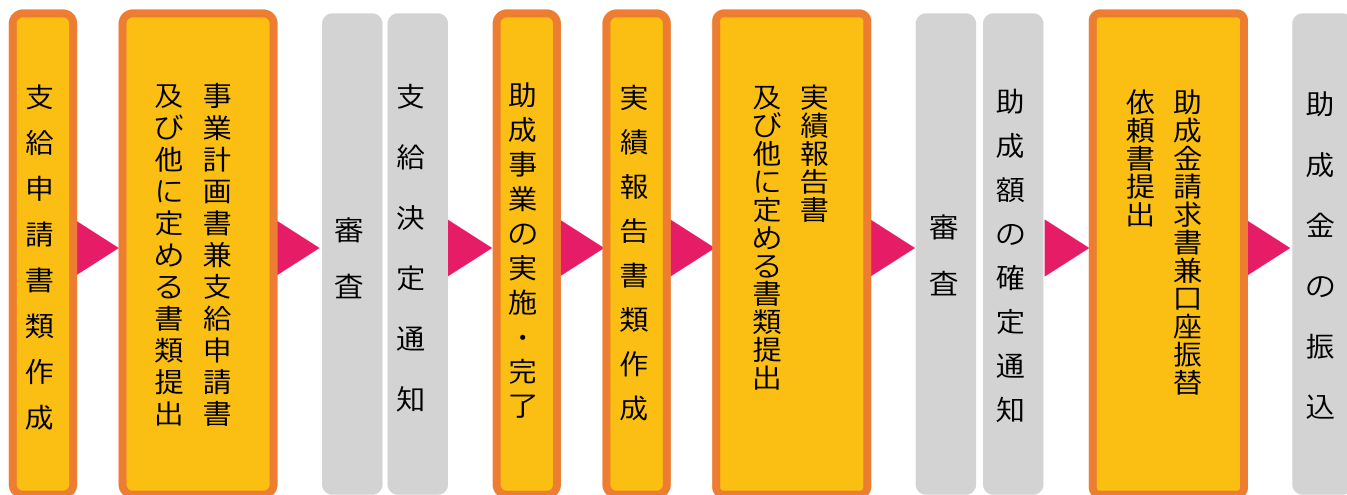 支給申請書類作成
事業計画書兼支給申請書
及び他に定める書類提出
審査
支給決定通知
助成事業の実施・完了
実績報告書類作成
実績報告書
及び他に定める書類提出
審査
助成額の確定通知
助成金請求書兼口座振替
依頼書提出
助成金の振込